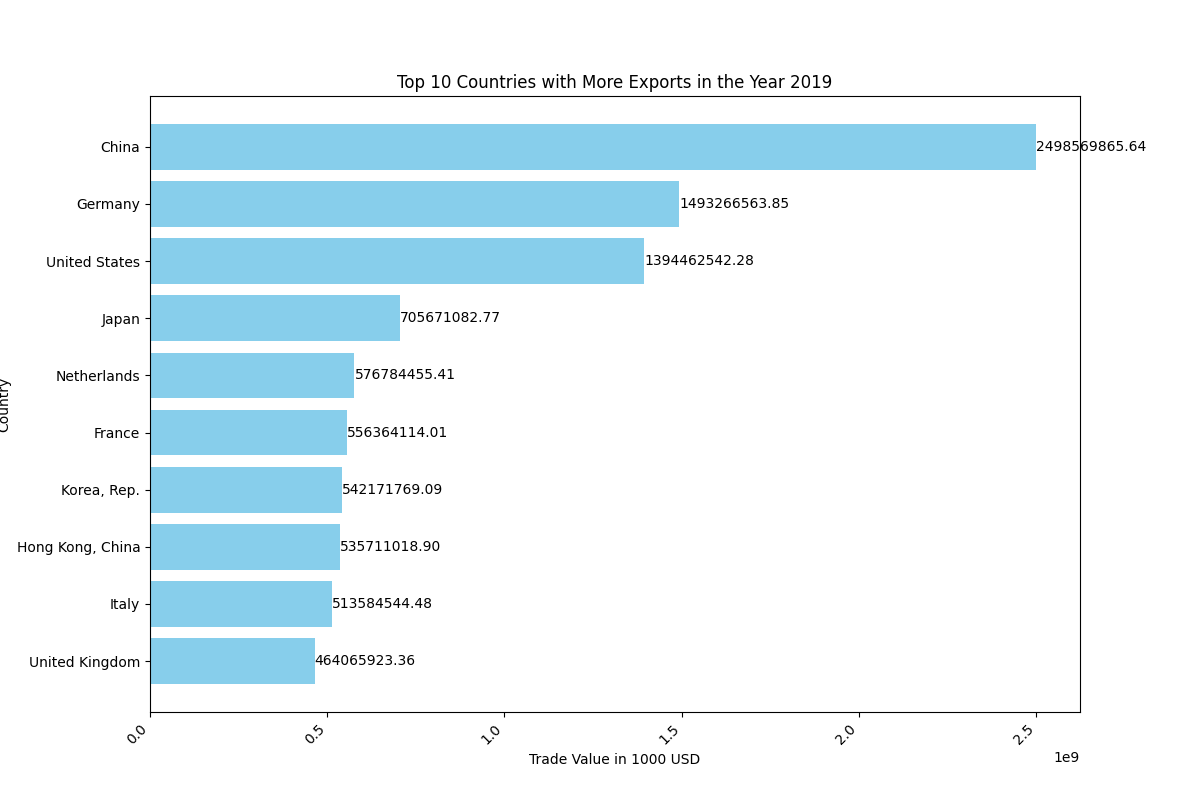 Top 10 Countries with More Exports in the Year 2019
China 2498569865.64
Germany 1493266563.85
United States 1394462542.28
Japan 705671082.77
Netherlands 576784455.41
Country
France 556364114.01
Korea, Rep. 542171769.09
Hong Kong, China 535711018.90
Italy 513584544.48
United Kingdom 464065923.36
0.0 0.5 1.0 1.5 2.0 2.5
1e9
Trade Value in 1000 USD